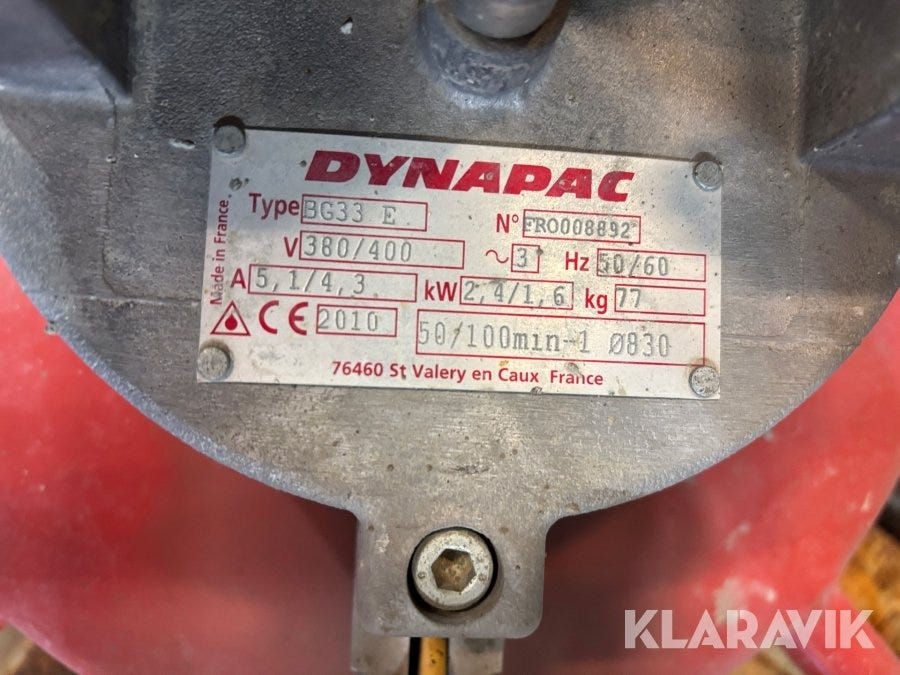 DYNAPAC
Type BG33 E N° FRO008892
V 380/400 ~ 3 Hz 50/60
A 5,1/4,3 kW 2,4/1,6 kg 77
CE 2010 50/100min-1 Ø830
76460 St Valery en Caux France
Made in France
KLARAVIK